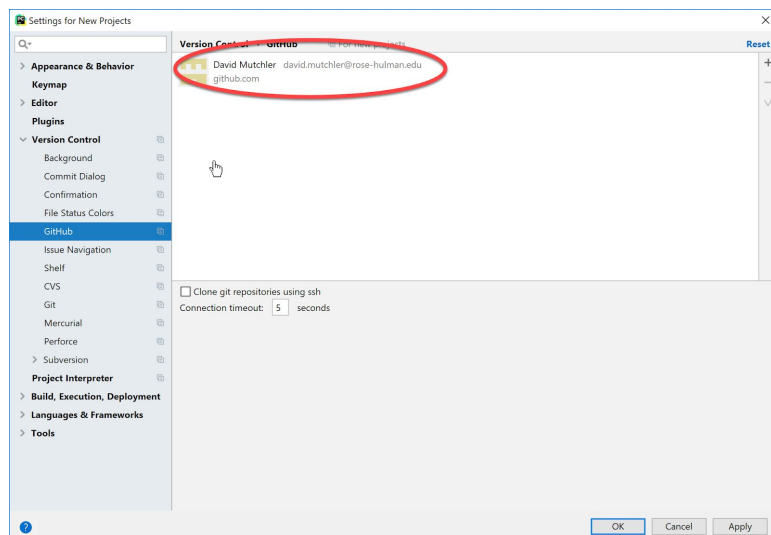 Settings for New Projects
Version Control › GitHub For new projects Reset
Appearance & Behavior
Keymap
Editor
Plugins
Version Control
Background
Commit Dialog
Confirmation
File Status Colors
GitHub
Issue Navigation
Shelf
CVS
Git
Mercurial
Perforce
Subversion
Project Interpreter
Build, Execution, Deployment
Languages & Frameworks
Tools
David Mutchler david.mutchler@rose-hulman.edu
github.com
Clone git repositories using ssh
Connection timeout: 5 seconds
? OK Cancel Apply